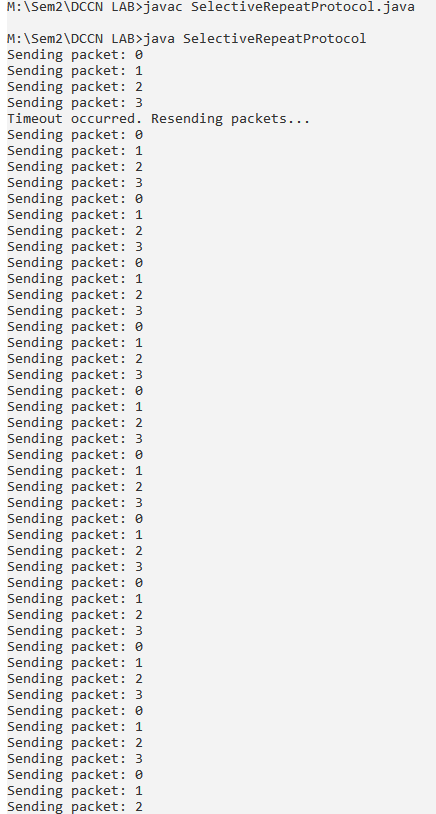 M:\Sem2\DCCN LAB>javac SelectiveRepeatProtocol.java
M:\Sem2\DCCN LAB>java SelectiveRepeatProtocol
Sending packet: 0
Sending packet: 1
Sending packet: 2
Sending packet: 3
Timeout occurred. Resending packets...
Sending packet: 0
Sending packet: 1
Sending packet: 2
Sending packet: 3
Sending packet: 0
Sending packet: 1
Sending packet: 2
Sending packet: 3
Sending packet: 0
Sending packet: 1
Sending packet: 2
Sending packet: 3
Sending packet: 0
Sending packet: 1
Sending packet: 2
Sending packet: 3
Sending packet: 0
Sending packet: 1
Sending packet: 2
Sending packet: 3
Sending packet: 0
Sending packet: 1
Sending packet: 2
Sending packet: 3
Sending packet: 0
Sending packet: 1
Sending packet: 2
Sending packet: 3
Sending packet: 0
Sending packet: 1
Sending packet: 2
Sending packet: 3
Sending packet: 0
Sending packet: 1
Sending packet: 2
Sending packet: 3
Sending packet: 0
Sending packet: 1
Sending packet: 2
Sending packet: 3
Sending packet: 0
Sending packet: 1
Sending packet: 2